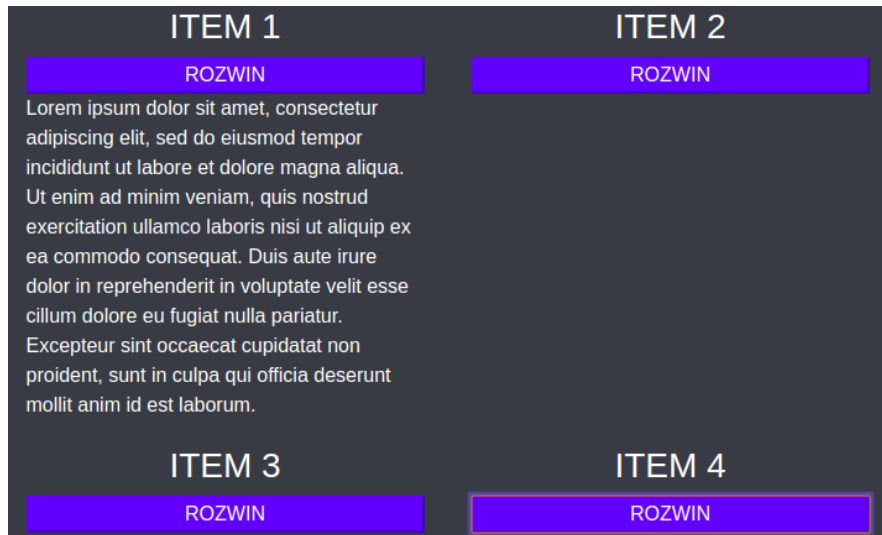 ITEM 1
ROZWIN
Lorem ipsum dolor sit amet, consectetur
adipiscing elit, sed do eiusmod tempor
incididunt ut labore et dolore magna aliqua.
Ut enim ad minim veniam, quis nostrud
exercitation ullamco laboris nisi ut aliquip ex
ea commodo consequat. Duis aute irure
dolor in reprehenderit in voluptate velit esse
cillum dolore eu fugiat nulla pariatur.
Excepteur sint occaecat cupidatat non
proident, sunt in culpa qui officia deserunt
mollit anim id est laborum.
ITEM 2
ROZWIN
ITEM 3
ROZWIN
ITEM 4
ROZWIN